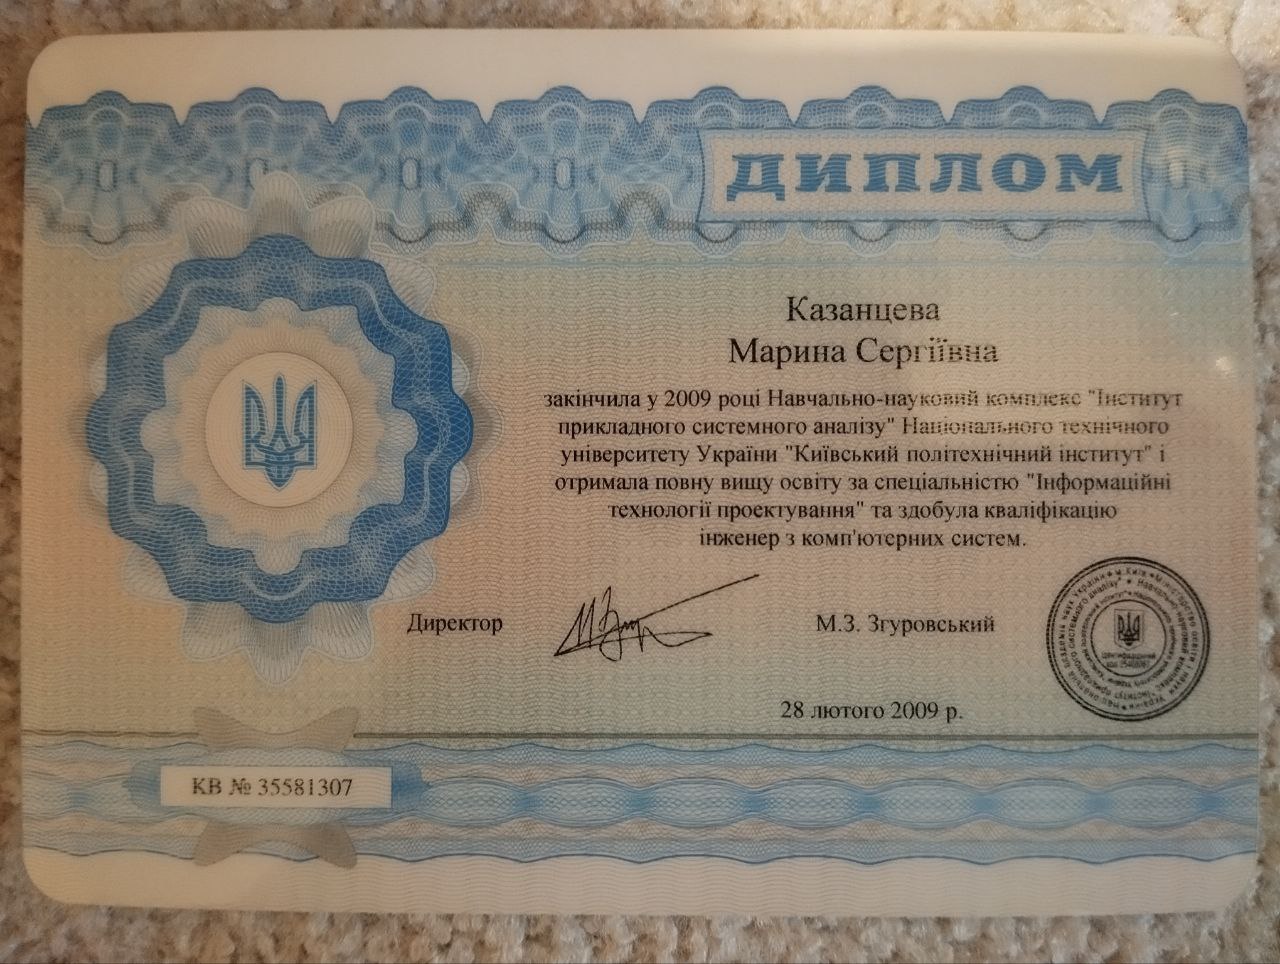 ДИПЛОМ
Казанцева
Марина Сергіївна
закінчила у 2009 році Навчально-науковий комплекс "Інститут
прикладного системного аналізу" Національного технічного
університету України "Київський політехнічний інститут" і
отримала повну вищу освіту за спеціальністю "Інформаційні
технології проектування" та здобула кваліфікацію
інженер з комп'ютерних систем.
Директор
М.З. Згуровський
28 лютого 2009 р.
КВ № 35581307